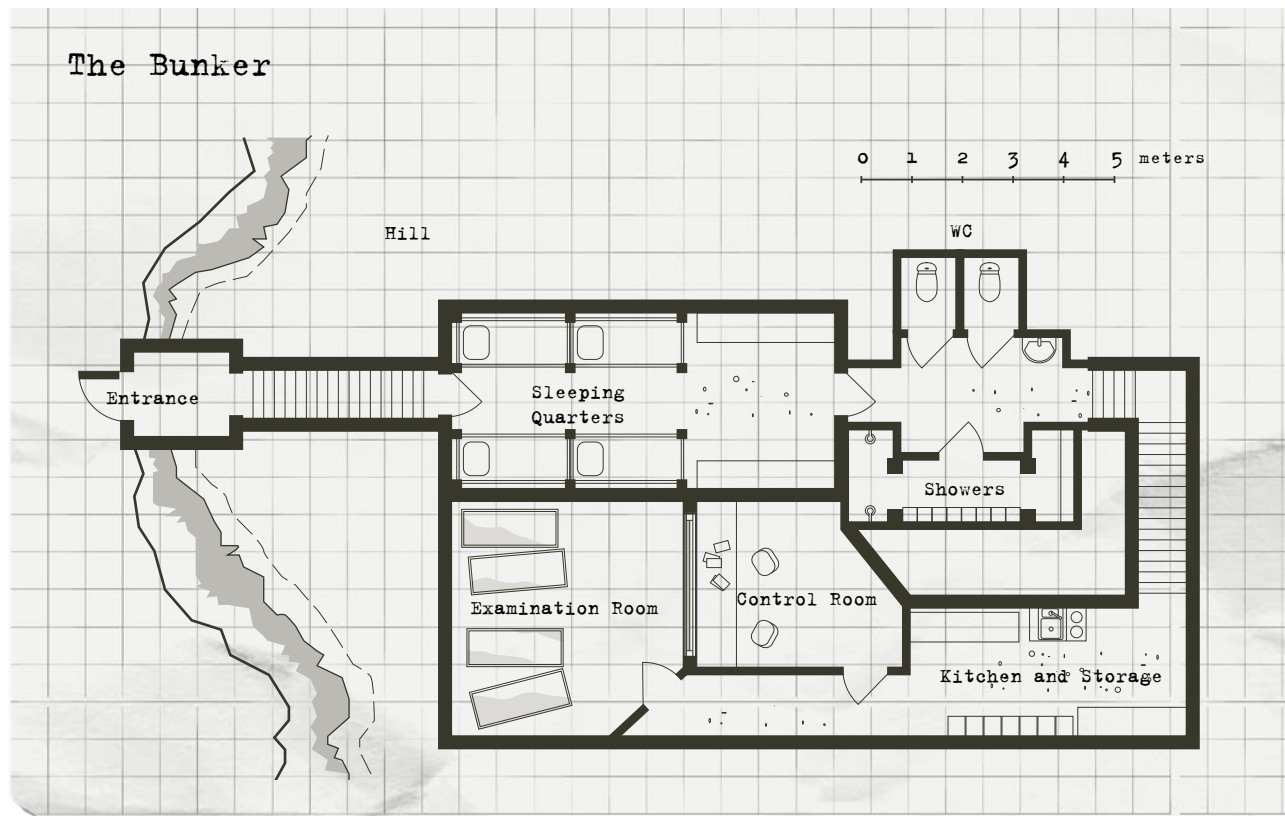 The Bunker
0 1 2 3 4 5 meters
Hill
WC
Entrance
Sleeping
Quarters
Showers
Examination Room
Control Room
Kitchen and Storage